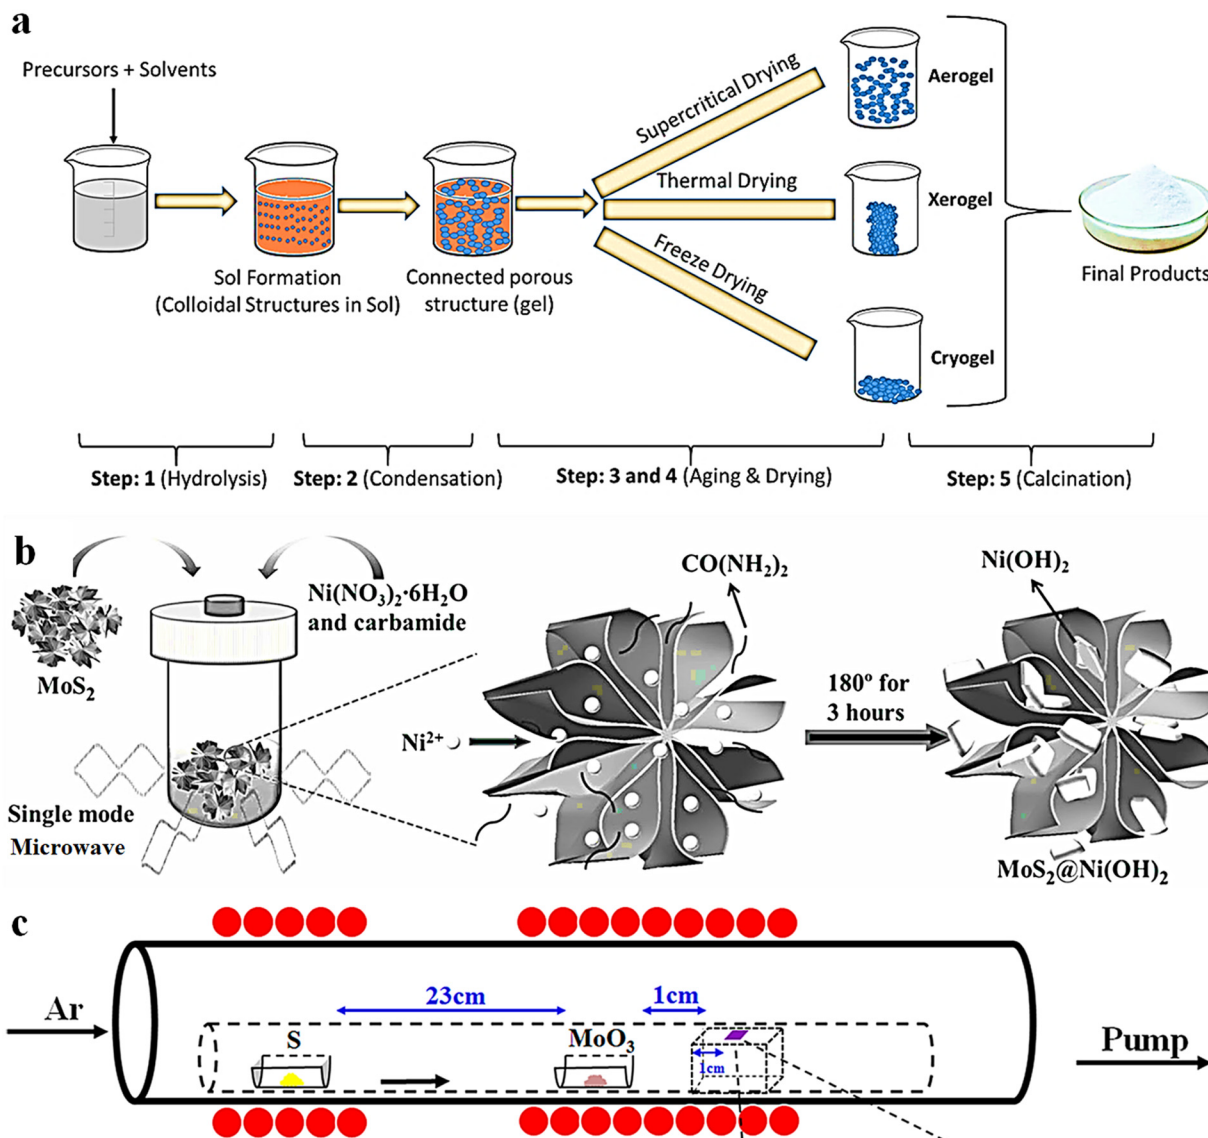 a
Precursors + Solvents
Sol Formation
(Colloidal Structures in Sol)
Connected porous
structure (gel)
Supercritical Drying
Thermal Drying
Freeze Drying
Aerogel
Xerogel
Cryogel
Final Products
Step: 1 (Hydrolysis)
Step: 2 (Condensation)
Step: 3 and 4 (Aging & Drying)
Step: 5 (Calcination)
b
MoS₂
Ni(NO₃)₂·6H₂O
and carbamide
Single mode
Microwave
Ni²⁺
CO(NH₂)₂
180º for
3 hours
Ni(OH)₂
MoS₂@Ni(OH)₂
c
Ar
23cm
1cm
S
MoO₃
1cm
Pump